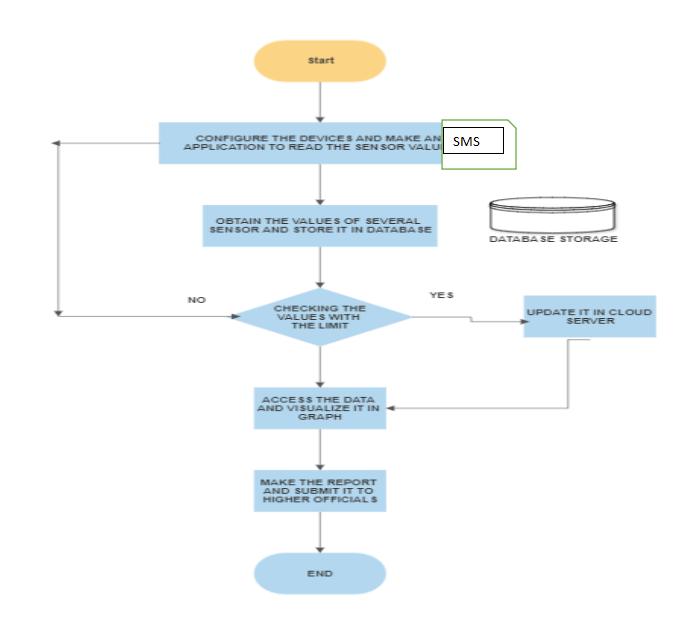 Start
CONFIGURE THE DEVICES AND MAKE AN
APPLICATION TO READ THE SENSOR VALU
SMS
OBTAIN THE VALUES OF SEVERAL
SENSOR AND STORE IT IN DATABASE
DATABASE STORAGE
NO
YES
CHECKING THE
VALUES WITH
THE LIMIT
UPDATE IT IN CLOUD
SERVER
ACCESS THE DATA
AND VISUALIZE IT IN
GRAPH
MAKE THE REPORT
AND SUBMIT IT TO
HIGHER OFFICIALS
END